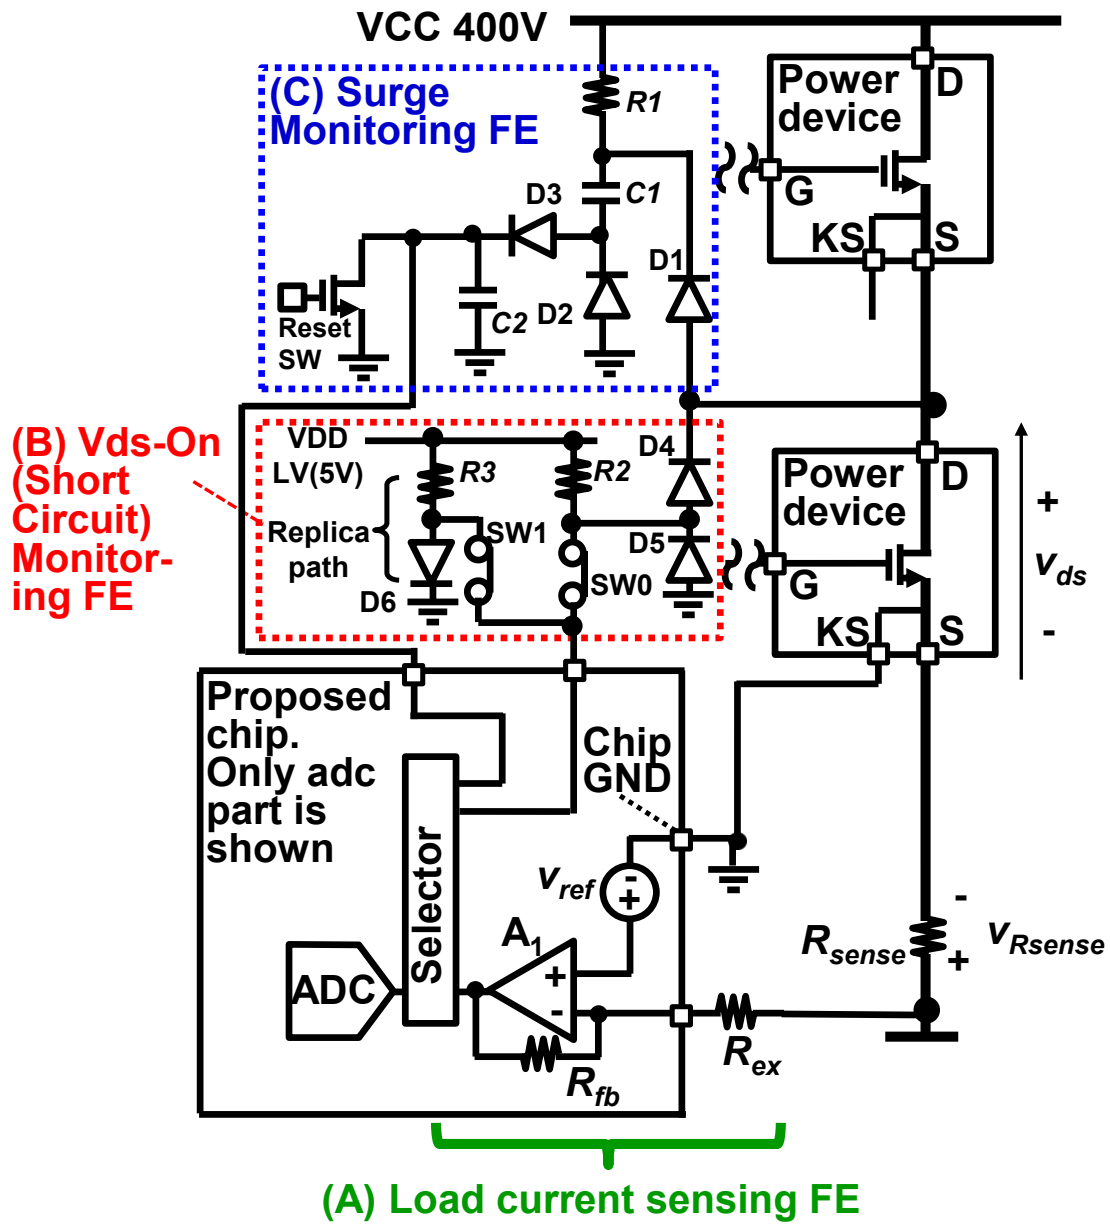 VCC 400V
(C) Surge
Monitoring FE
R1
C1
D3
D2
C2
D1
Reset
SW
Power
device
D
G
KS
S
(B) Vds-On
(Short
Circuit)
Monitor-
ing FE
VDD
LV(5V)
R3
R2
D4
Replica
path
SW1
D5
SW0
D6
Power
device
D
G
KS
S
+
vds
-
Proposed
chip.
Only adc
part is
shown
Chip
GND
Selector
vref
-
+
A1
+
-
ADC
Rfb
Rex
Rsense
-
vRsense
+
(A) Load current sensing FE